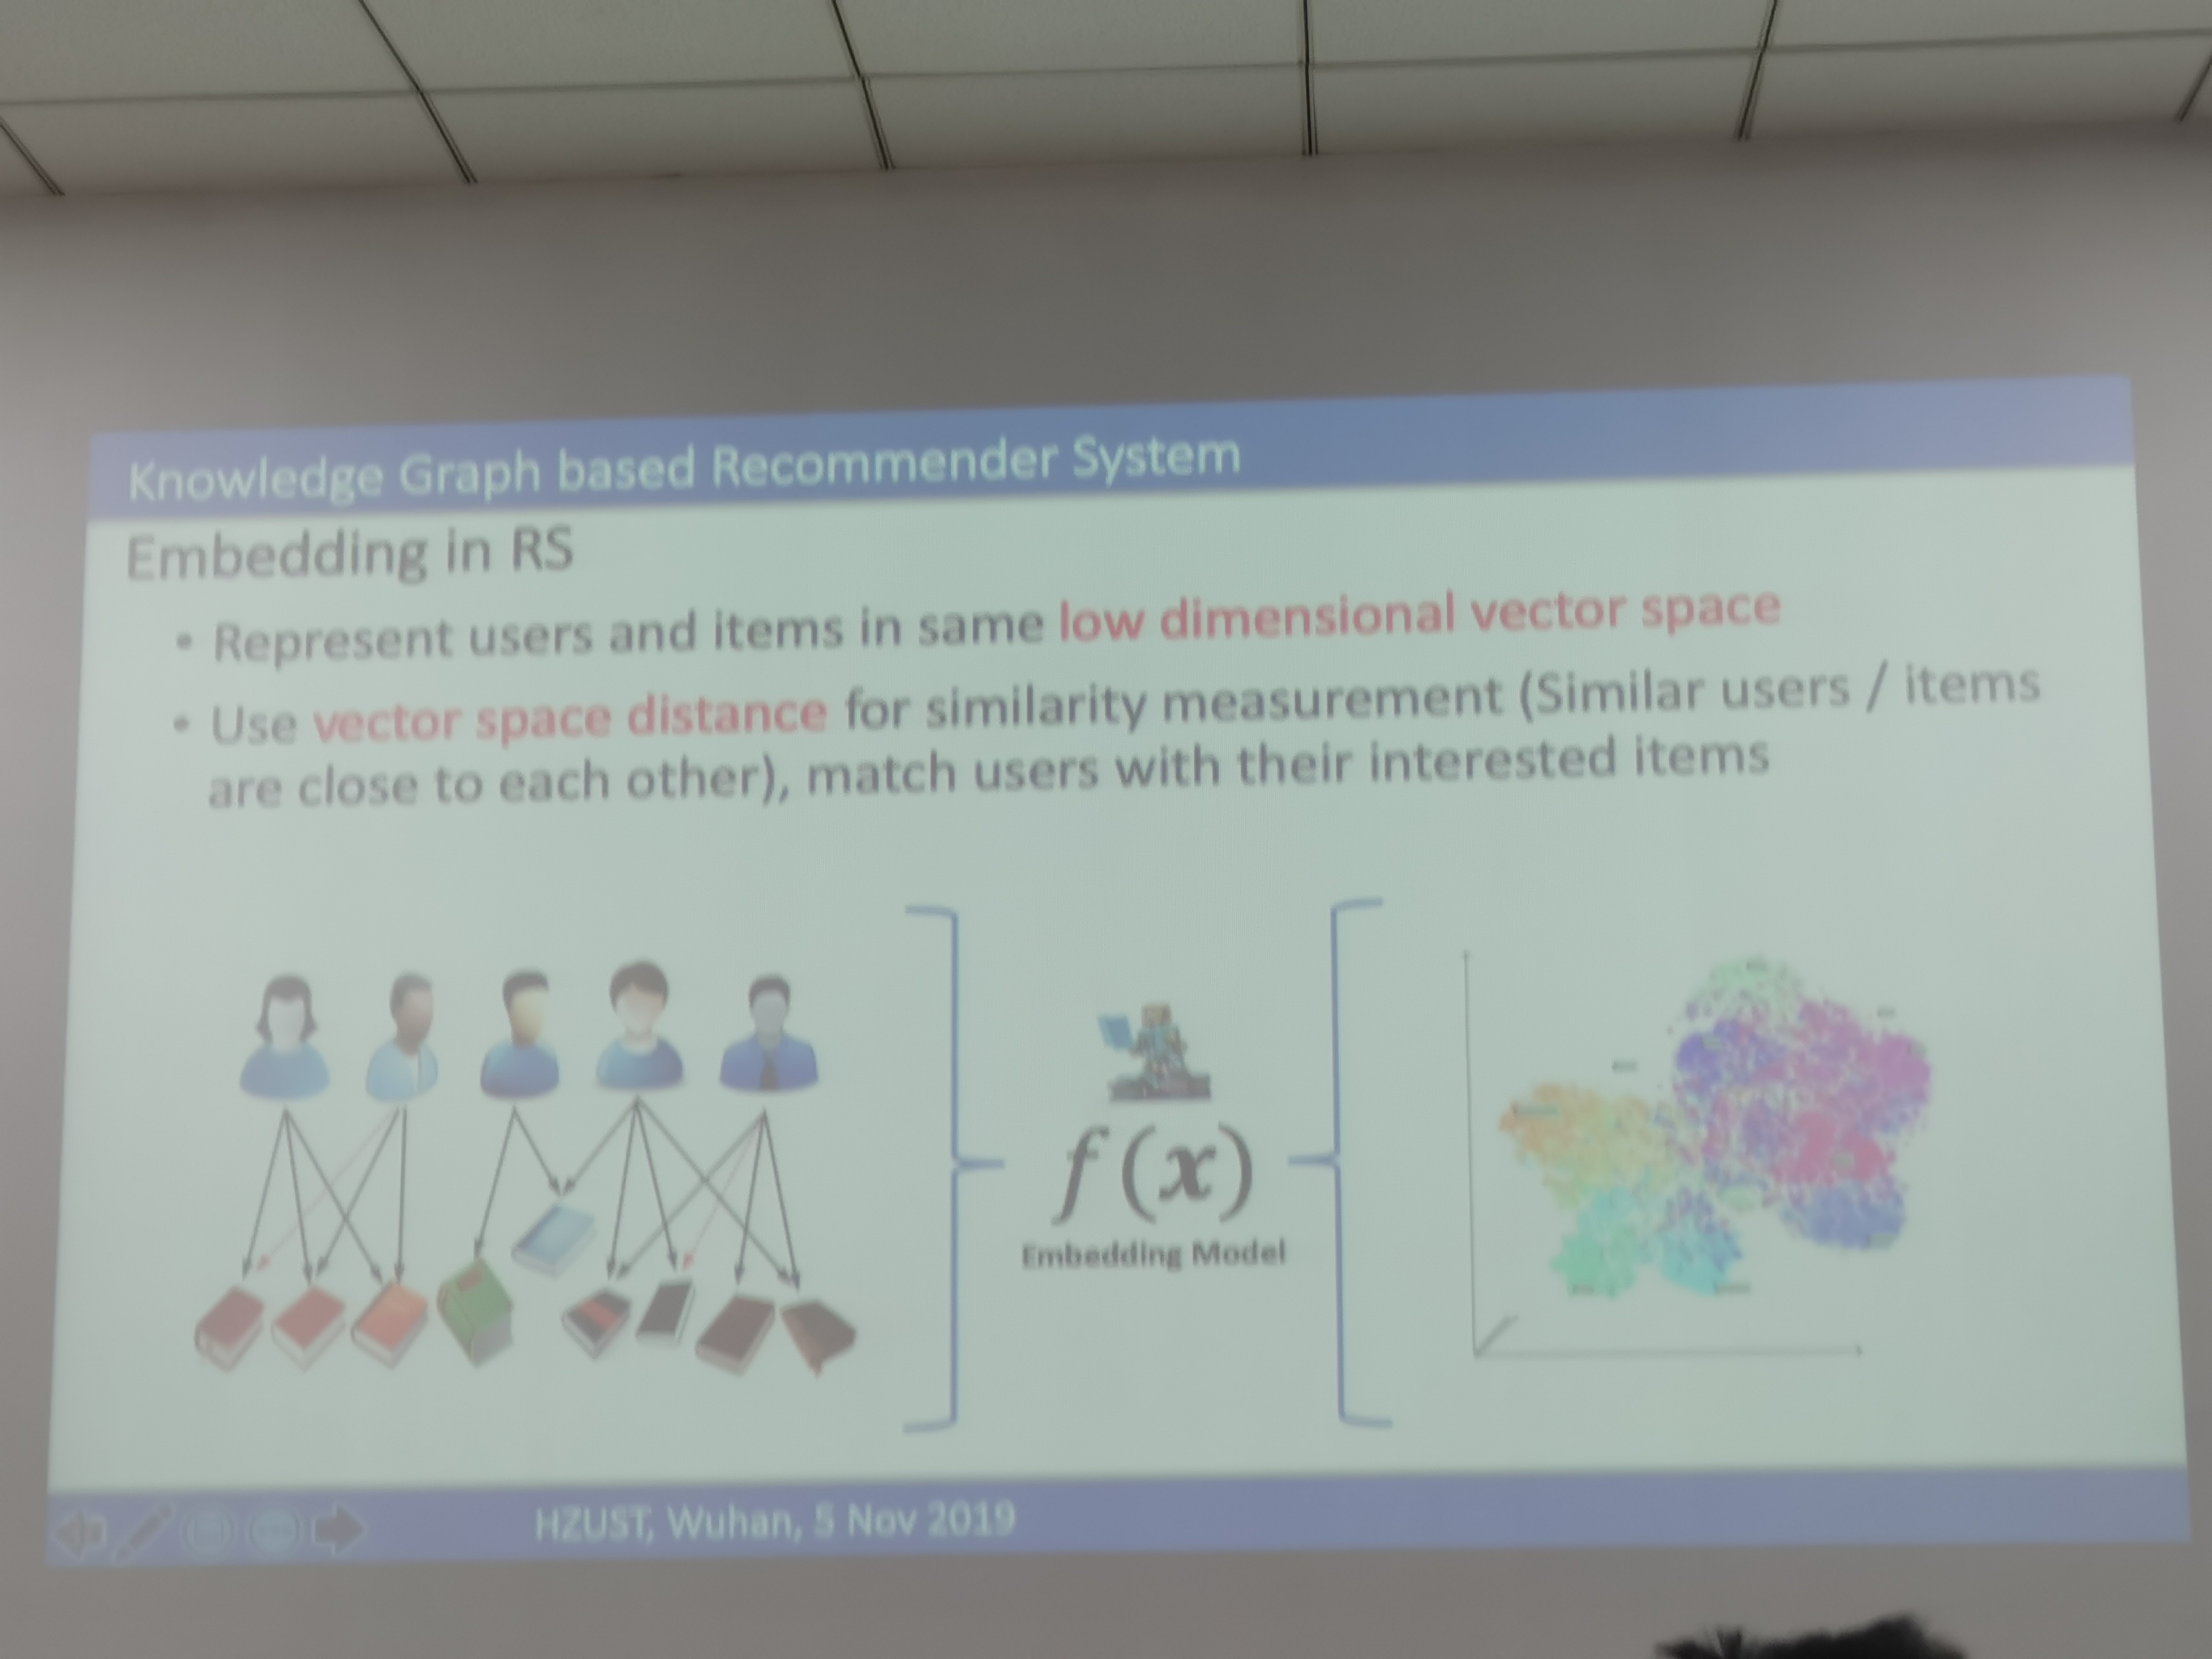 Knowledge Graph based Recommender System
Embedding in RS
• Represent users and items in same low dimensional vector space
• Use vector space distance for similarity measurement (Similar users / items
are close to each other), match users with their interested items
f(x)
Embedding Model
HZUST, Wuhan, 5 Nov 2019